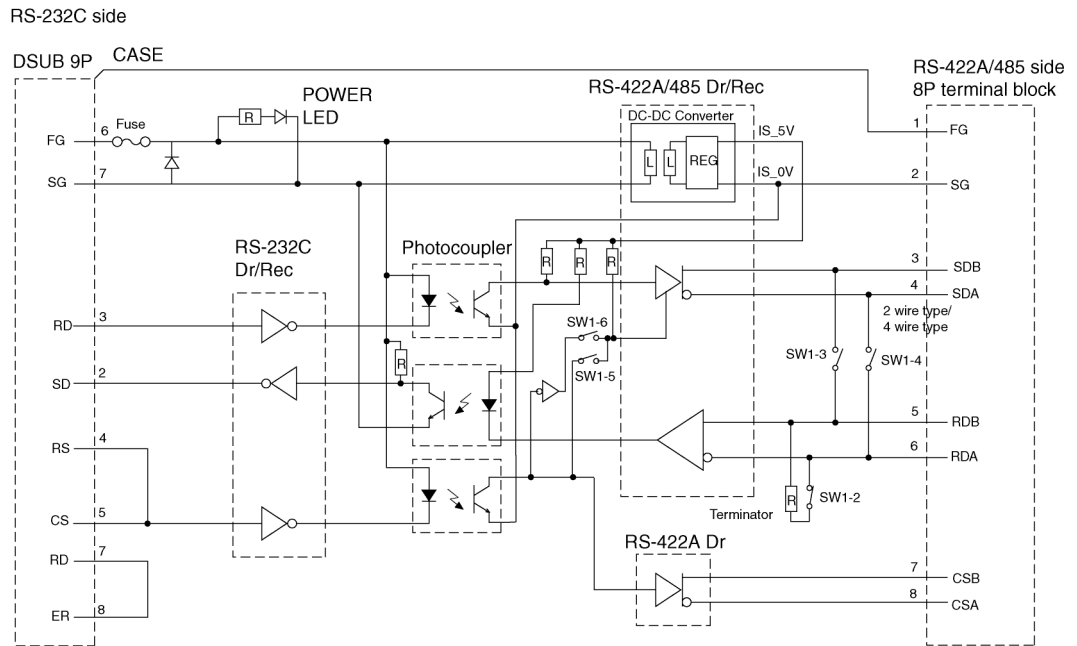 RS-232C side
DSUB 9P
CASE
RS-422A/485 side
8P terminal block
POWER
LED
RS-422A/485 Dr/Rec
DC-DC Converter
Fuse
R
FG
6
SG
7
L
L
REG
IS_5V
IS_0V
1
FG
2
SG
RS-232C
Dr/Rec
Photocoupler
R
R
R
3
SDB
4
SDA
2 wire type/
4 wire type
RD
3
SW1-6
SW1-5
SW1-3
SW1-4
R
SD
2
5
RDB
6
RDA
RS
4
R
SW1-2
Terminator
CS
5
RS-422A Dr
RD
7
7
CSB
8
CSA
ER
8